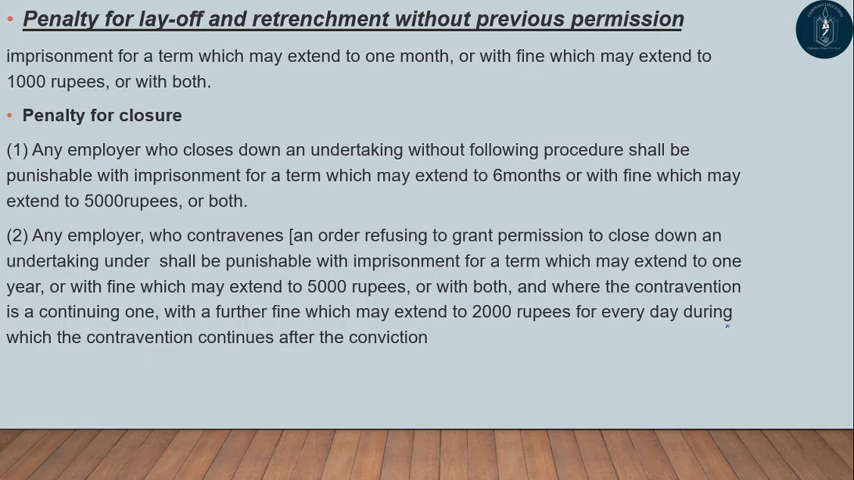 • Penalty for lay-off and retrenchment without previous permission
imprisonment for a term which may extend to one month, or with fine which may extend to
1000 rupees, or with both.
• Penalty for closure
(1) Any employer who closes down an undertaking without following procedure shall be
punishable with imprisonment for a term which may extend to 6months or with fine which may
extend to 5000rupees, or both.
(2) Any employer, who contravenes [an order refusing to grant permission to close down an
undertaking under  shall be punishable with imprisonment for a term which may extend to one
year, or with fine which may extend to 5000 rupees, or with both, and where the contravention
is a continuing one, with a further fine which may extend to 2000 rupees for every day during
which the contravention continues after the conviction